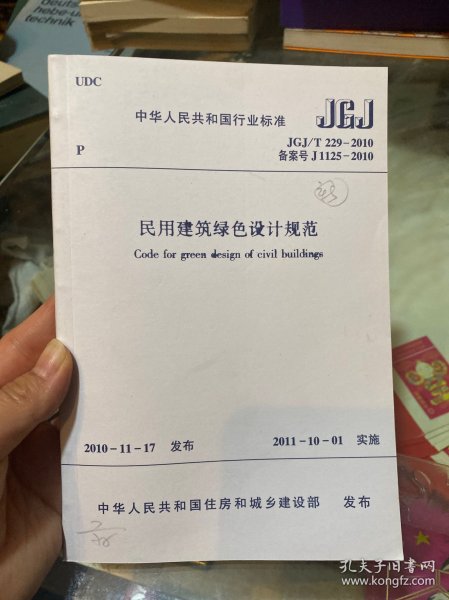 deutsch
hebe-u
technik
UDC
中华人民共和国行业标准
JGJ
P
JGJ/T 229-2010
备案号 J 1125-2010
民用建筑绿色设计规范
Code for green design of civil buildings
2010-11-17 发布
2011-10-01 实施
中华人民共和国住房和城乡建设部 发布
孔夫子旧书网
www.kongfz.com